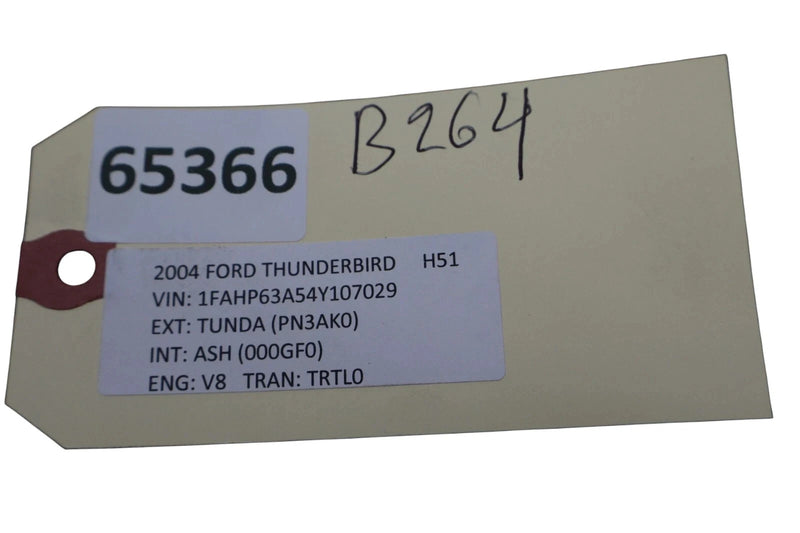 65366
B264
2004 FORD THUNDERBIRD H51
VIN: 1FAHP63A54Y107029
EXT: TUNDA (PN3AK0)
INT: ASH (000GF0)
ENG: V8 TRAN: TRTL0